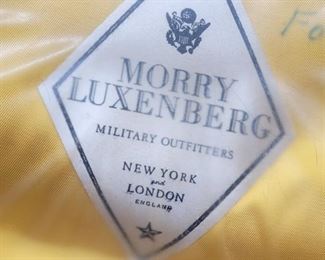 MORRY
LUXENBERG
MILITARY OUTFITTERS
NEW YORK
and
LONDON
ENGLAND